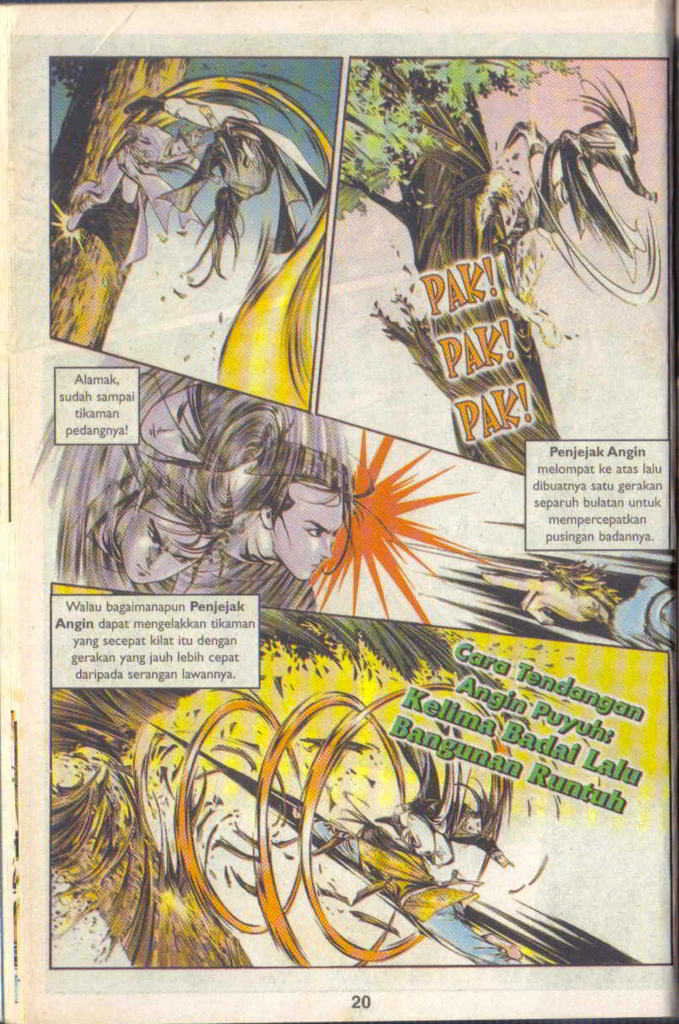 PAK!
PAK!
PAK!
Alamak,
sudah sampai
tikaman
pedangnya!
Penjejak Angin
melompat ke atas lalu
dibuatnya satu gerakan
separuh bulatan untuk
mempercepatkan
pusingan badannya.
Walau bagaimanapun Penjejak
Angin dapat mengelakkan tikaman
yang secepat kilat itu dengan
gerakan yang jauh lebih cepat
daripada serangan lawannya.
Cara Tendangan
Angin Puyuh:
Kelima Badai Lalu
Bangunan Runtuh
20